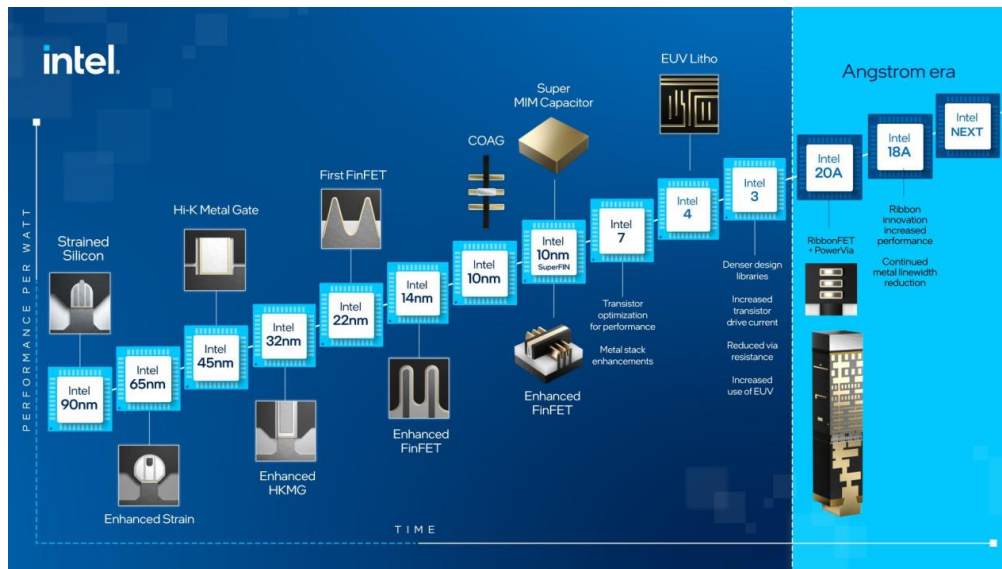 intel.
Angstrom era
PERFORMANCE PER WATT
TIME
Strained
Silicon
Intel
90nm
Intel
65nm
Enhanced Strain
Hi-K Metal Gate
Intel
45nm
Intel
32nm
Enhanced
HKMG
First FinFET
Intel
22nm
Intel
14nm
Enhanced
FinFET
COAG
Intel
10nm
Super
MIM Capacitor
Intel
10nm
SuperFIN
Enhanced
FinFET
Intel
7
Transistor
optimization
for performance
Metal stack
enhancements
EUV Litho
Intel
4
Intel
3
Denser design
libraries
Increased
transistor
drive current
Reduced via
resistance
Increased
use of EUV
Intel
20A
RibbonFET
+ PowerVia
Intel
18A
Ribbon
innovation
increased
performance
Continued
metal linewidth
reduction
Intel
NEXT